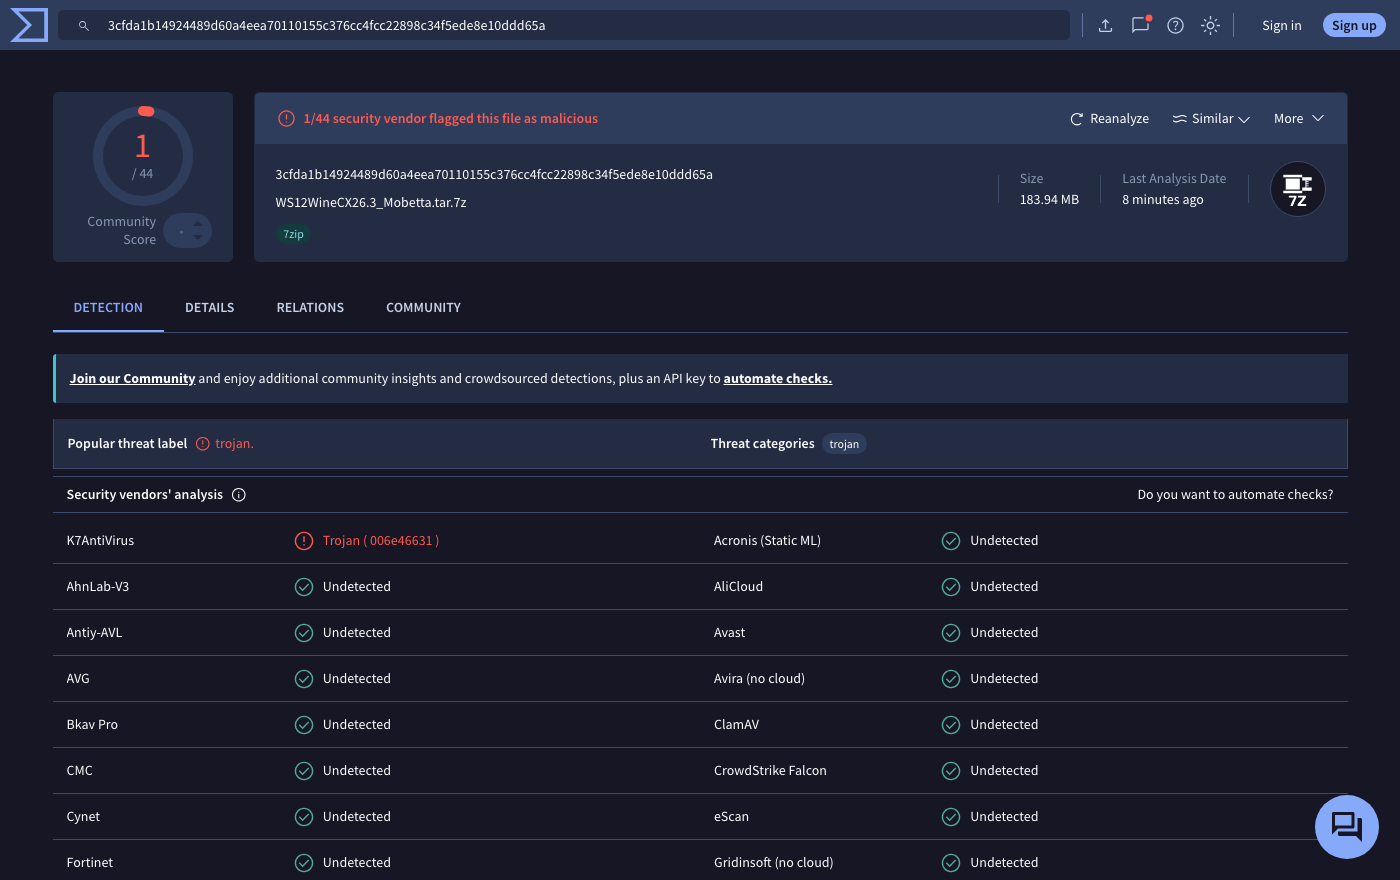 3cfda1b14924489d60a4eea70110155c376cc4fcc22898c34f5ede8e10ddd65a
Sign in
Sign up
1
/ 44
Community
Score
1/44 security vendor flagged this file as malicious
Reanalyze
Similar
More
3cfda1b14924489d60a4eea70110155c376cc4fcc22898c34f5ede8e10ddd65a
WS12WineCX26.3_Mobetta.tar.7z
7zip
Size
183.94 MB
Last Analysis Date
8 minutes ago
7Z
DETECTION DETAILS RELATIONS COMMUNITY
Join our Community and enjoy additional community insights and crowdsourced detections, plus an API key to automate checks.
Popular threat label trojan.
Threat categories trojan
Security vendors' analysis
Do you want to automate checks?
K7AntiVirus Trojan ( 006e46631 ) Acronis (Static ML) Undetected
AhnLab-V3 Undetected AliCloud Undetected
Antiy-AVL Undetected Avast Undetected
AVG Undetected Avira (no cloud) Undetected
Bkav Pro Undetected ClamAV Undetected
CMC Undetected CrowdStrike Falcon Undetected
Cynet Undetected eScan Undetected
Fortinet Undetected Gridinsoft (no cloud) Undetected